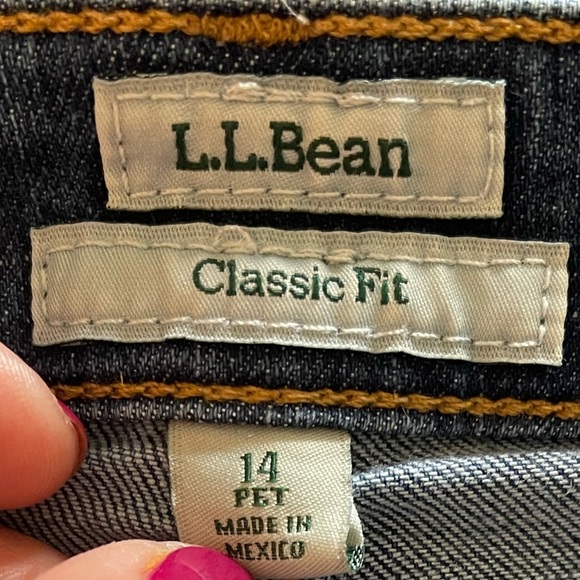 L.L.Bean
Classic Fit
14
PET
MADE IN
MEXICO